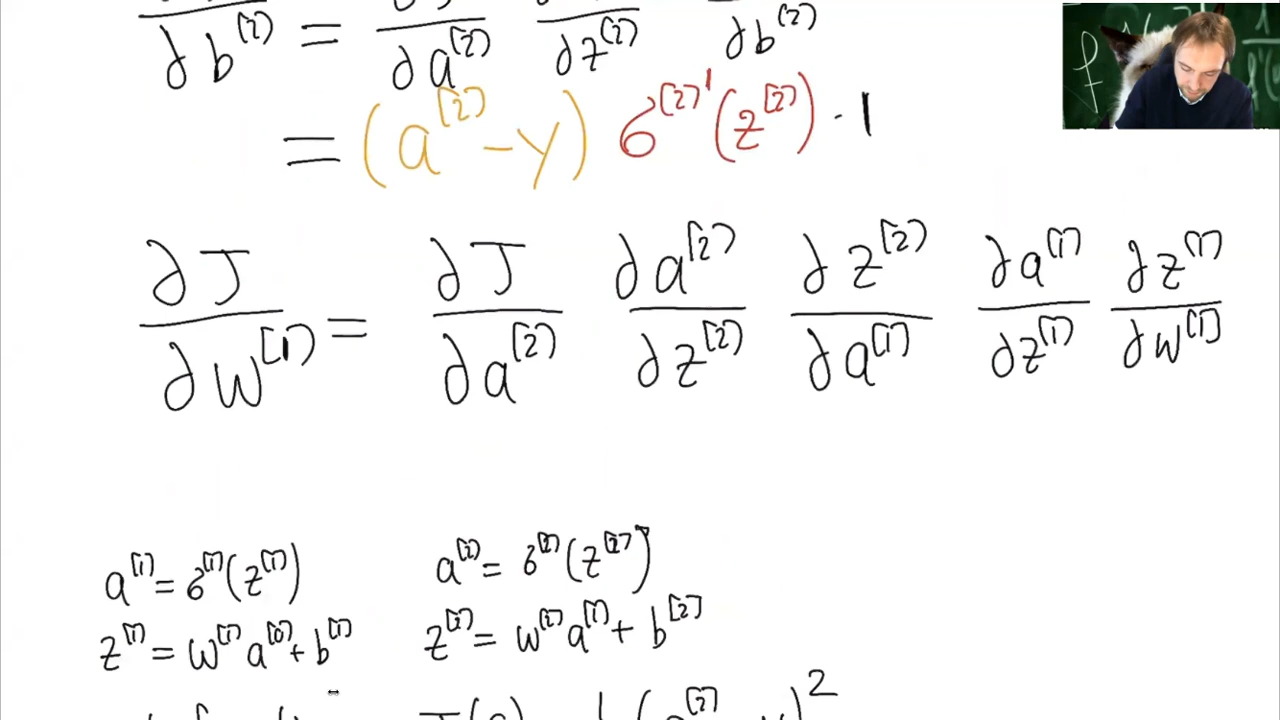 ∂b^[2] = ∂a^[2] ∂z^[2] ∂b^[2]
= (a^[2] - y) σ^[2]'(z^[2]) · 1
∂J/∂w^[1] = ∂J/∂a^[2] ∂a^[2]/∂z^[2] ∂z^[2]/∂a^[1] ∂a^[1]/∂z^[1] ∂z^[1]/∂w^[1]
a^[1] = σ^[1](z^[1]) a^[2] = σ^[2](z^[2])
z^[1] = w^[1] a^[0] + b^[1] z^[2] = w^[2] a^[1] + b^[2]